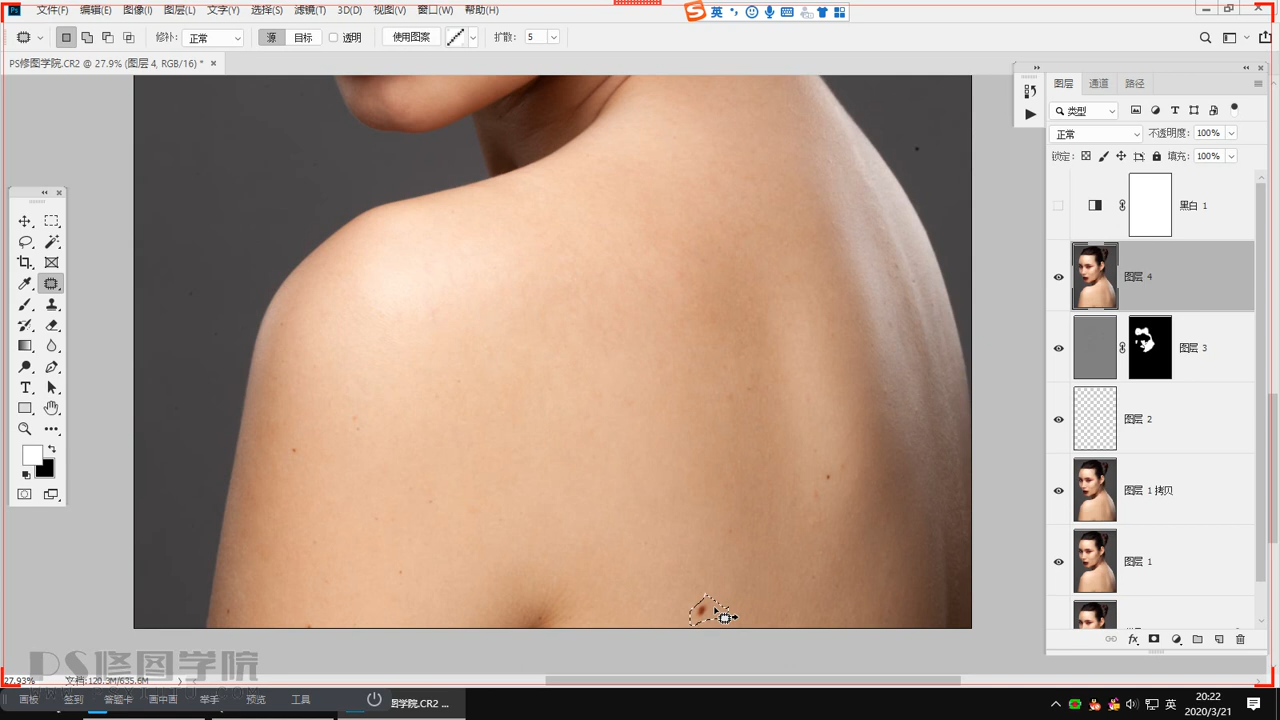 文件(F) 编辑(E) 图像(I) 图层(L) 文字(Y) 选择(S) 滤镜(T) 3D(D) 视图(V) 窗口(W) 帮助(H)
英
修补: 正常 源 目标 透明 使用图案 扩散: 5
PS修图学院.CR2 @ 27.9% (图层 4, RGB/16) *
图层 通道 路径
类型
正常 不透明度: 100%
锁定: 填充: 100%
黑白 1
图层 4
图层 3
图层 2
图层 1 拷贝
图层 1
PS修图学院
27.93% 文档:120.3M/635.6M
画板 签到 答题卡 画中画 举手 预览 工具
图学院.CR2 ...
英
20:22
2020/3/21